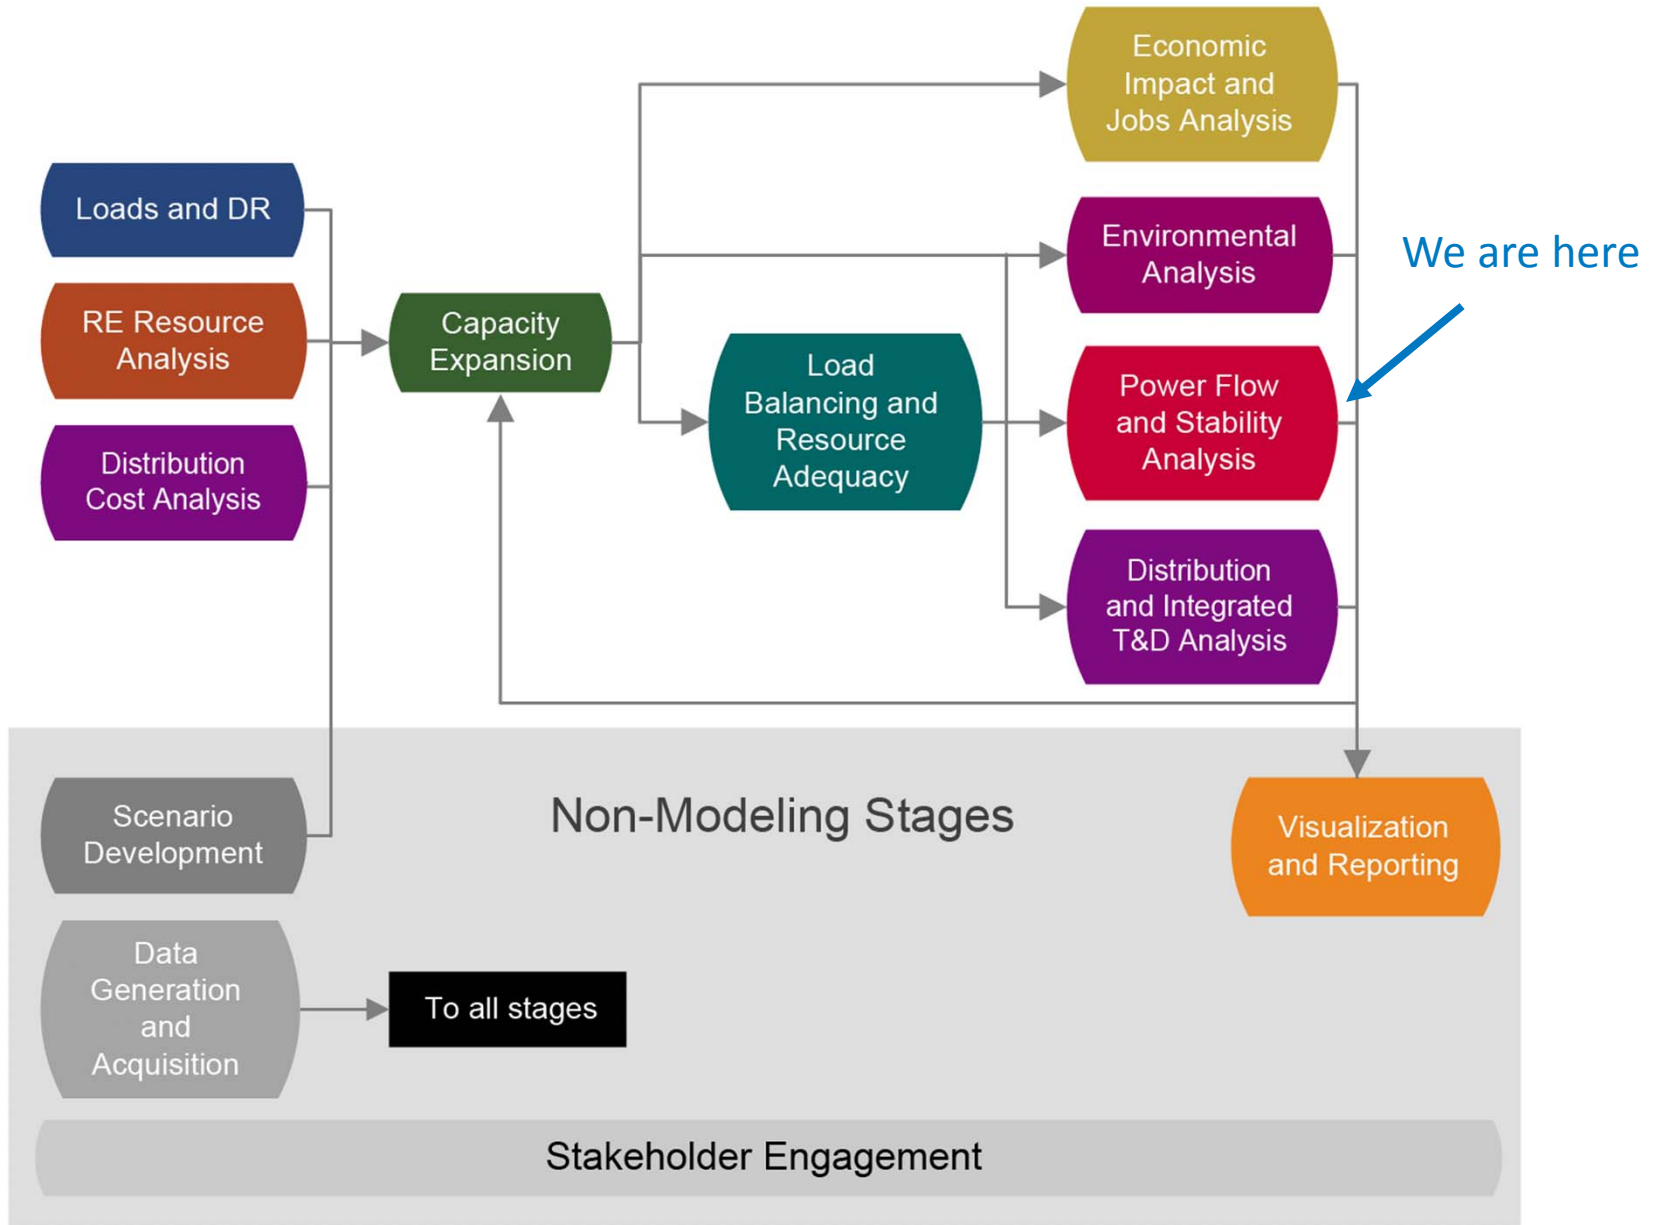 Economic
Impact and
Jobs Analysis
Loads and DR
Environmental
Analysis
We are here
RE Resource
Analysis
Capacity
Expansion
Load
Balancing and
Resource
Adequacy
Power Flow
and Stability
Analysis
Distribution
Cost Analysis
Distribution
and Integrated
T&D Analysis
Scenario
Development
Non-Modeling Stages
Visualization
and Reporting
Data
Generation
and
Acquisition
To all stages
Stakeholder Engagement